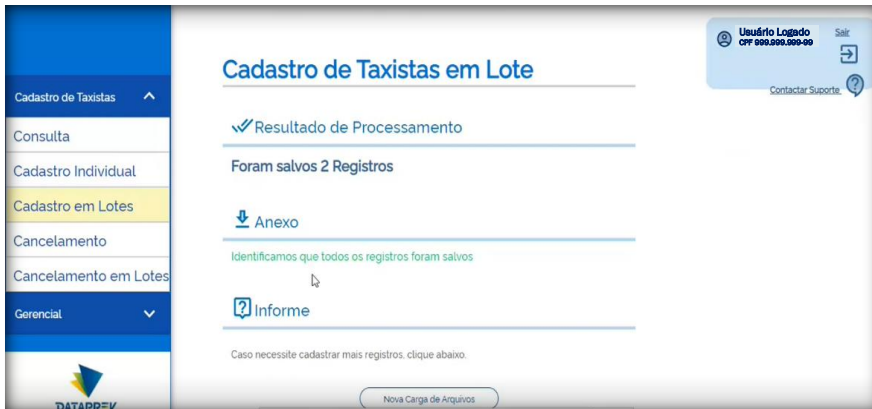 Usuário Logado
Sair
CPF 999.999.999-99
Contactar Suporte
Cadastro de Taxistas
Consulta
Cadastro Individual
Cadastro em Lotes
Cancelamento
Cancelamento em Lotes
Gerencial
DATAPREV
Cadastro de Taxistas em Lote
Resultado de Processamento
Foram salvos 2 Registros
Anexo
Identificamos que todos os registros foram salvos
Informe
Caso necessite cadastrar mais registros, clique abaixo.
Nova Carga de Arquivos